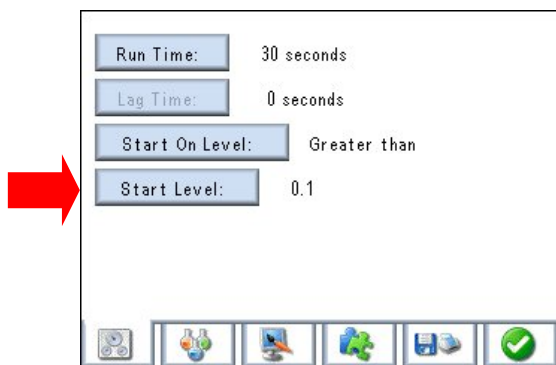 Run Time: 30 seconds
Lag Time: 0 seconds
Start On Level: Greater than
Start Level: 0.1